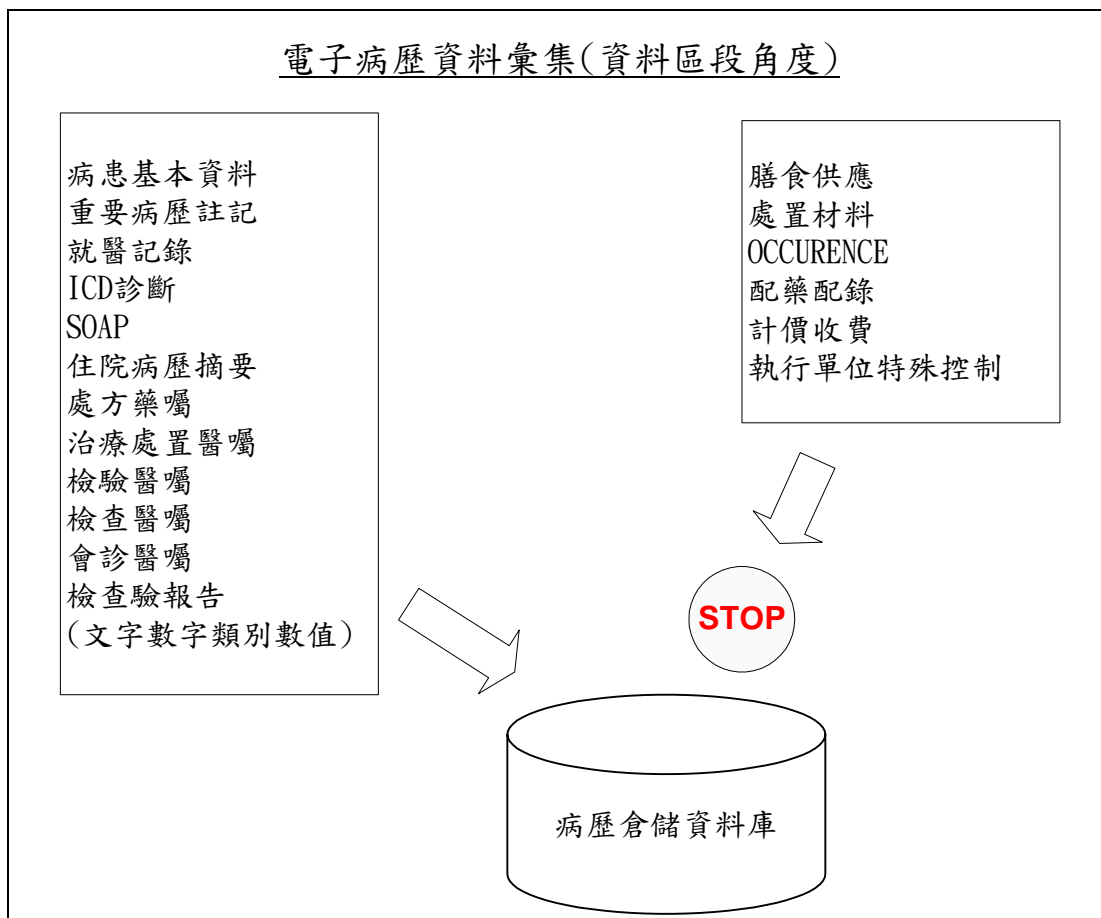 電子病歷資料彙集(資料區段角度)
病患基本資料
重要病歷註記
就醫記錄
ICD診斷
SOAP
住院病歷摘要
處方藥囑
治療處置醫囑
檢驗醫囑
檢查醫囑
會診醫囑
檢查驗報告
(文字數字類別數值)
膳食供應
處置材料
OCCURENCE
配藥配錄
計價收費
執行單位特殊控制
STOP
病歷倉儲資料庫